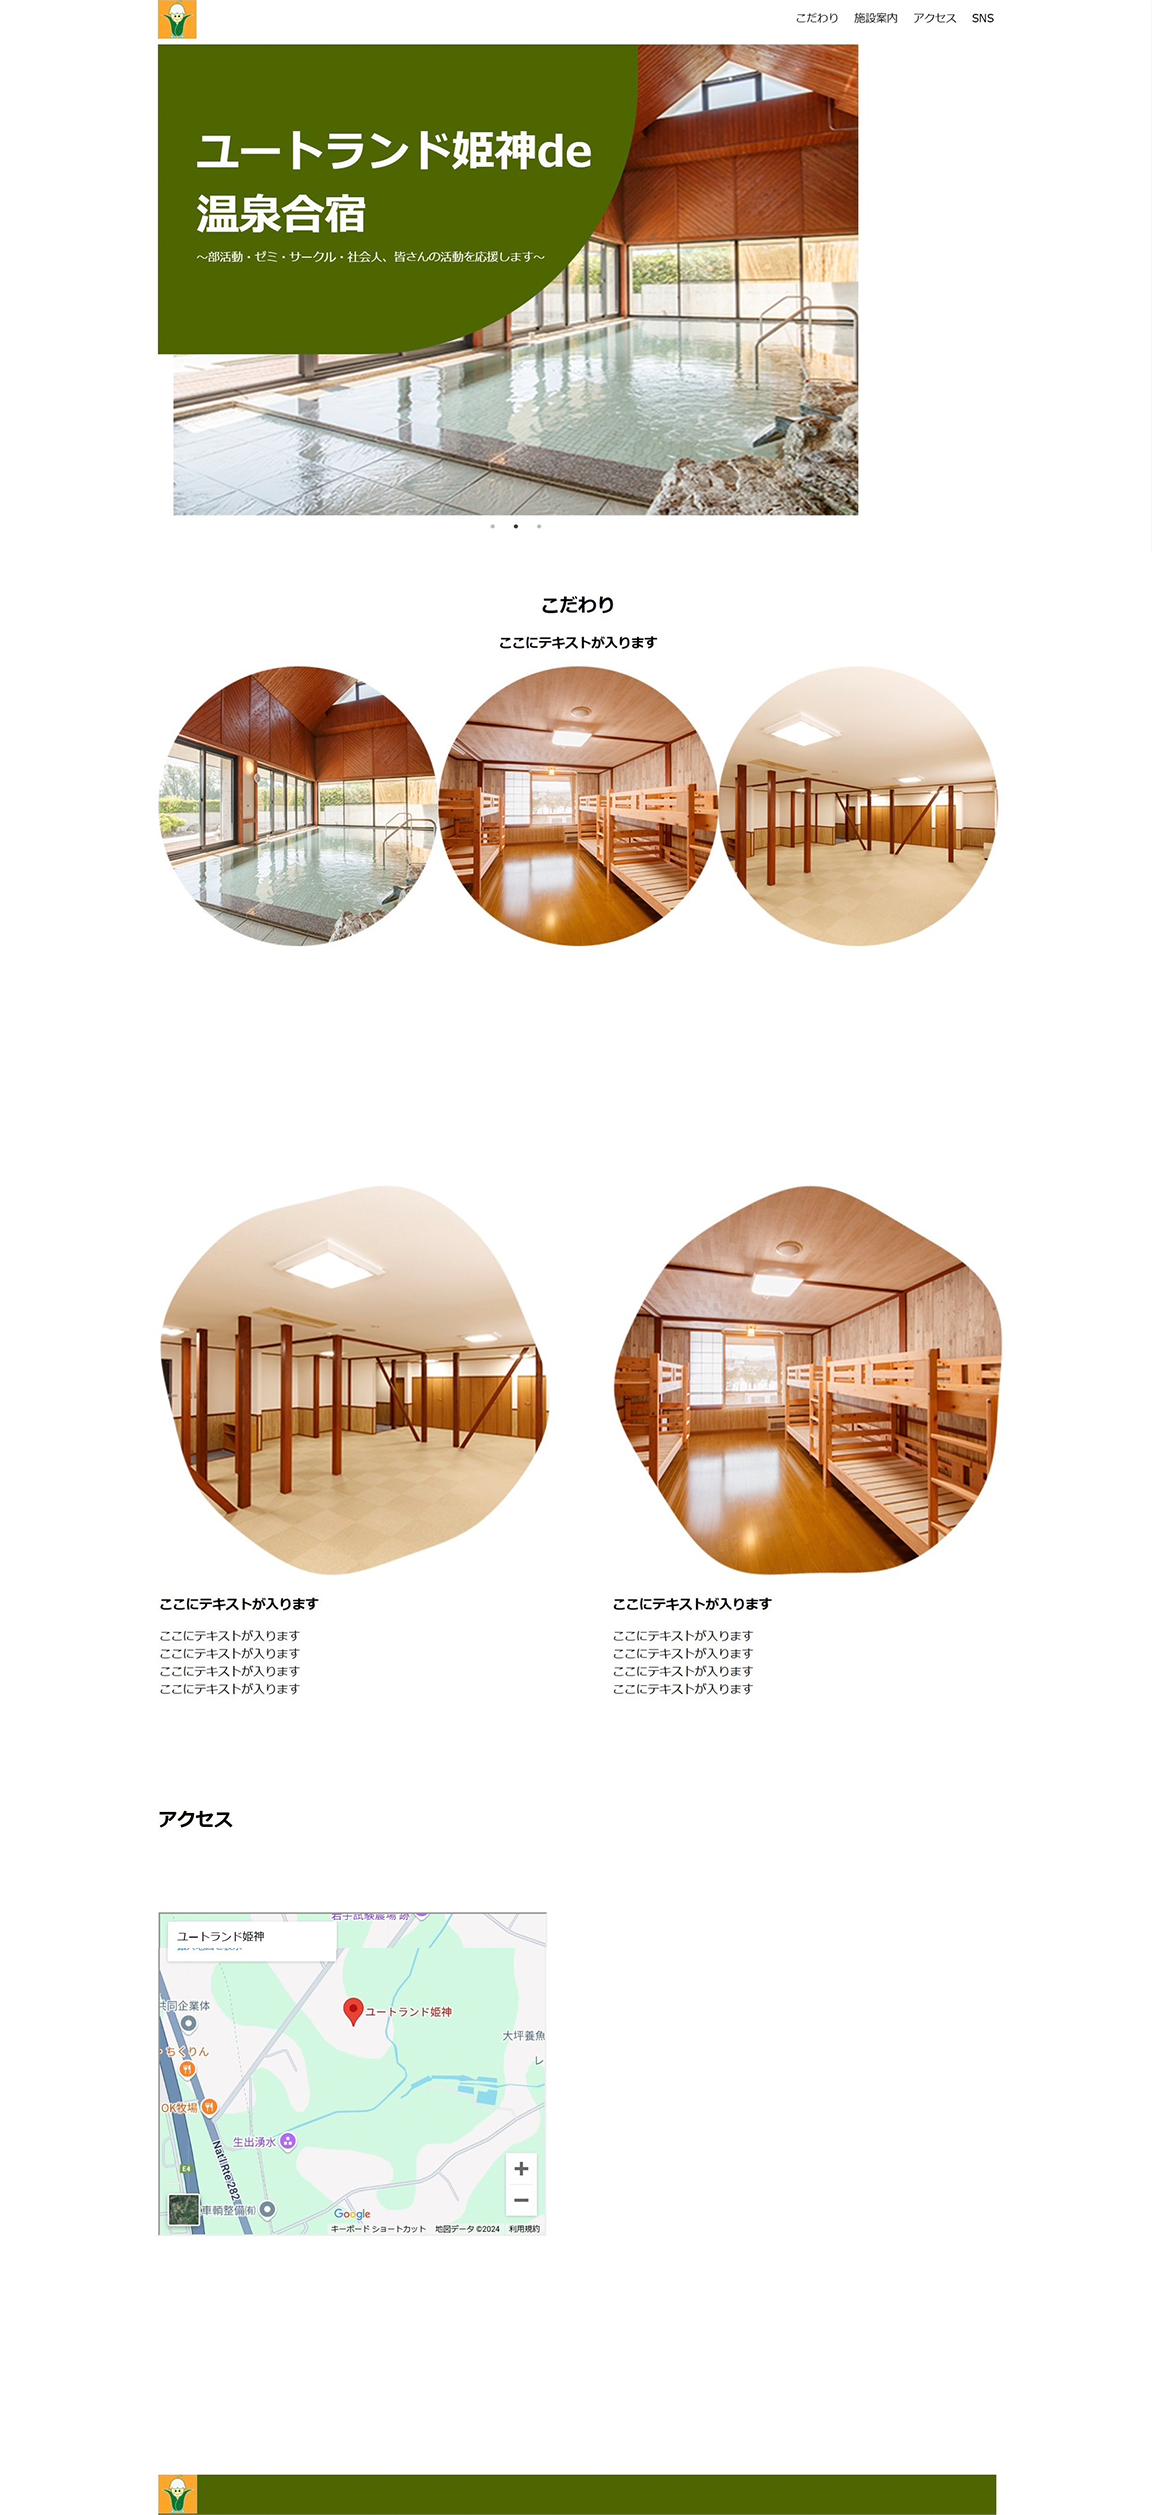 こだわり 施設案内 アクセス SNS
ユートランド姫神de
温泉合宿
～部活動・ゼミ・サークル・社会人、皆さんの活動を応援します～
こだわり
ここにテキストが入ります
ここにテキストが入ります
ここにテキストが入ります
ここにテキストが入ります
ここにテキストが入ります
ここにテキストが入ります
ここにテキストが入ります
ここにテキストが入ります
ここにテキストが入ります
ここにテキストが入ります
ここにテキストが入ります
アクセス
岩手試験農場 跡
ユートランド姫神
共同企業体
ユートランド姫神
大坪養魚
レ
ちくりん
OK牧場
生出湧水
Nat'l Rte 282
E4
車輌整備㈲
Google
キーボード ショートカット 地図データ ©2024 利用規約